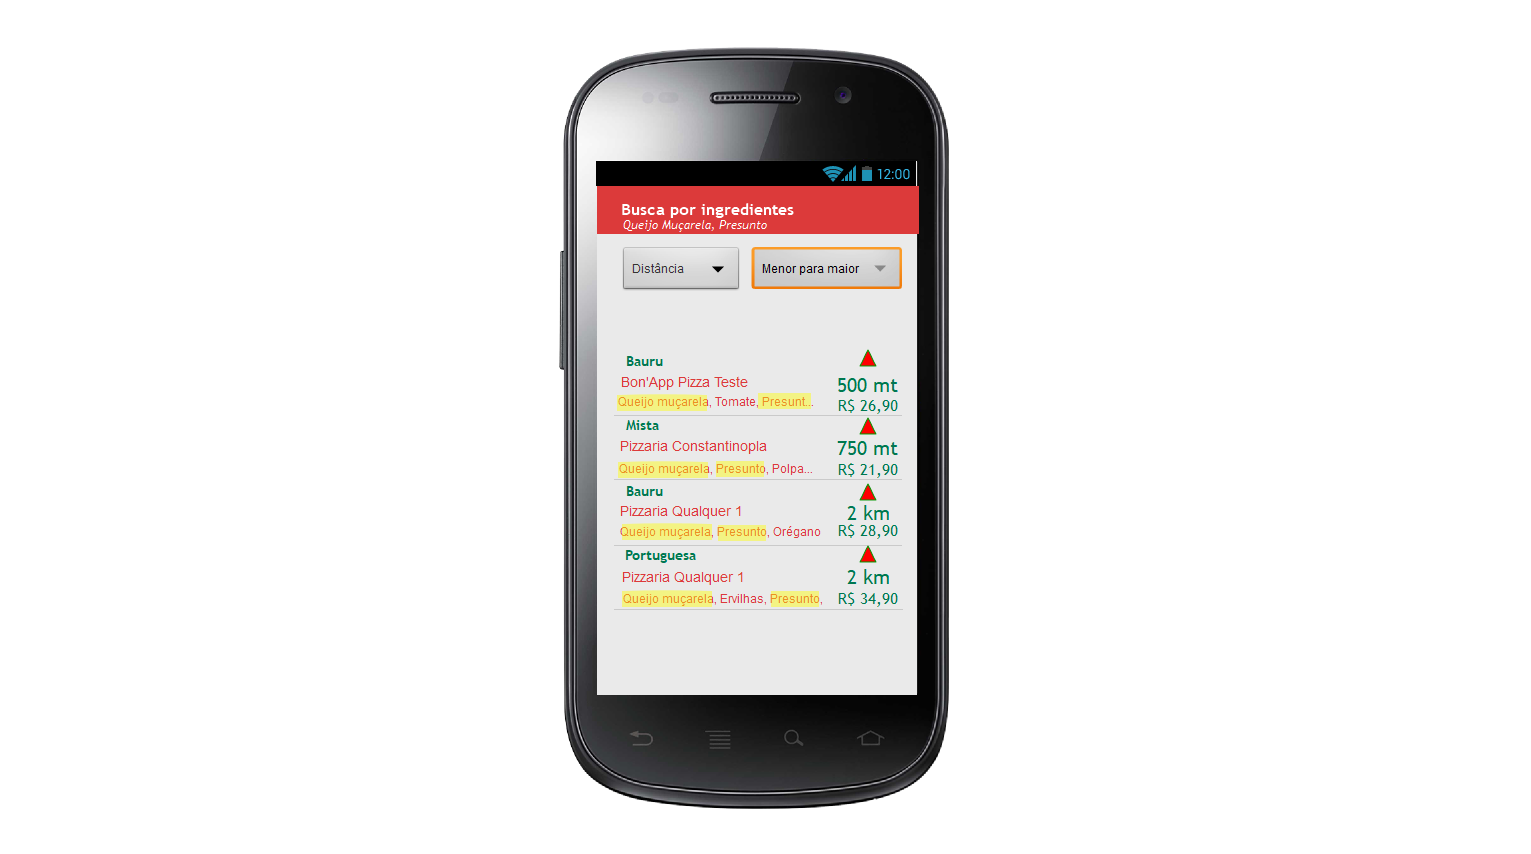 12:00
Busca por ingredientes
Queijo Muçarela, Presunto
Distância
Menor para maior
Bauru
Bon'App Pizza Teste
500 mt
Queijo muçarela, Tomate, Presunt...
R$ 26,90
Mista
Pizzaria Constantinopla
750 mt
Queijo muçarela, Presunto, Polpa...
R$ 21,90
Bauru
Pizzaria Qualquer 1
2 km
Queijo muçarela, Presunto, Orégano
R$ 28,90
Portuguesa
Pizzaria Qualquer 1
2 km
Queijo muçarela, Ervilhas, Presunto,
R$ 34,90